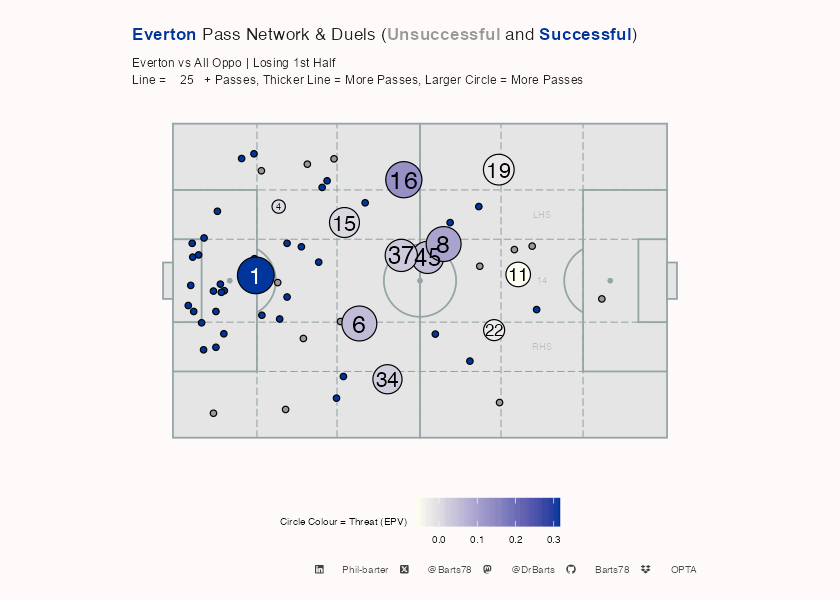 Everton Pass Network & Duels (Unsuccessful and Successful)
Everton vs All Oppo | Losing 1st Half
Line = 25 + Passes, Thicker Line = More Passes, Larger Circle = More Passes
16
19
4
15
LHS
8
37
45
1
11
14
6
22
RHS
34
Circle Colour = Threat (EPV)
0.0 0.1 0.2 0.3
Phil-barter @Barts78 @DrBarts Barts78 OPTA